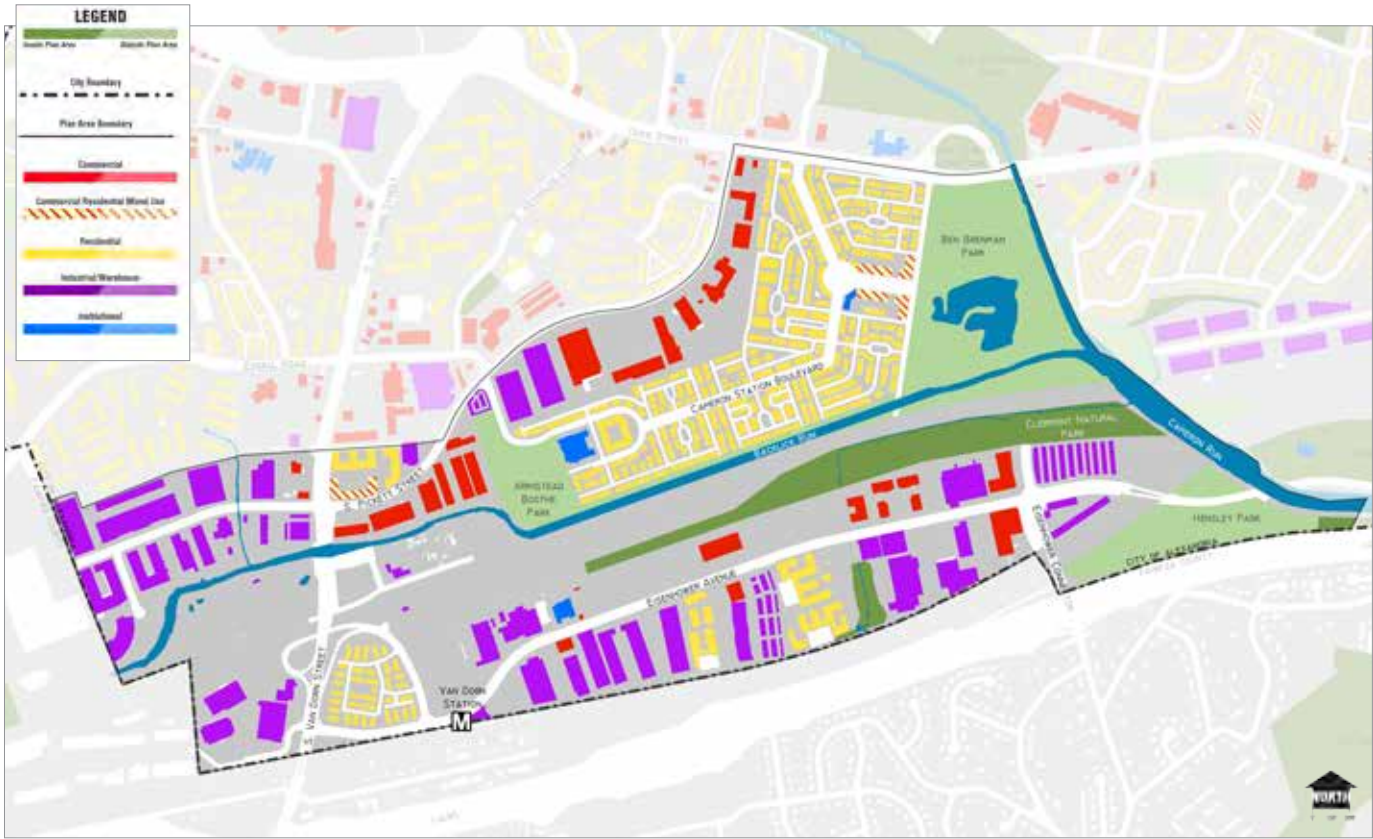 LEGEND
Inside Plan Area
Outside Plan Area
City Boundary
Plan Area Boundary
Commercial
Commercial Residential Mixed Use
Residential
Industrial/Warehouse
Institutional
BEN BRENMAN
PARK
CAMERON STATION BOULEVARD
BACKLICK RUN
CLERMONT NATURAL
PARK
CAMERON RUN
S. PICKETT STREET
ARMISTEAD
BOOTHE
PARK
HENSLEY PARK
CITY OF ALEXANDRIA
EISENHOWER AVENUE
S. VAN DORN STREET
VAN DORN
STATION
M
NORTH